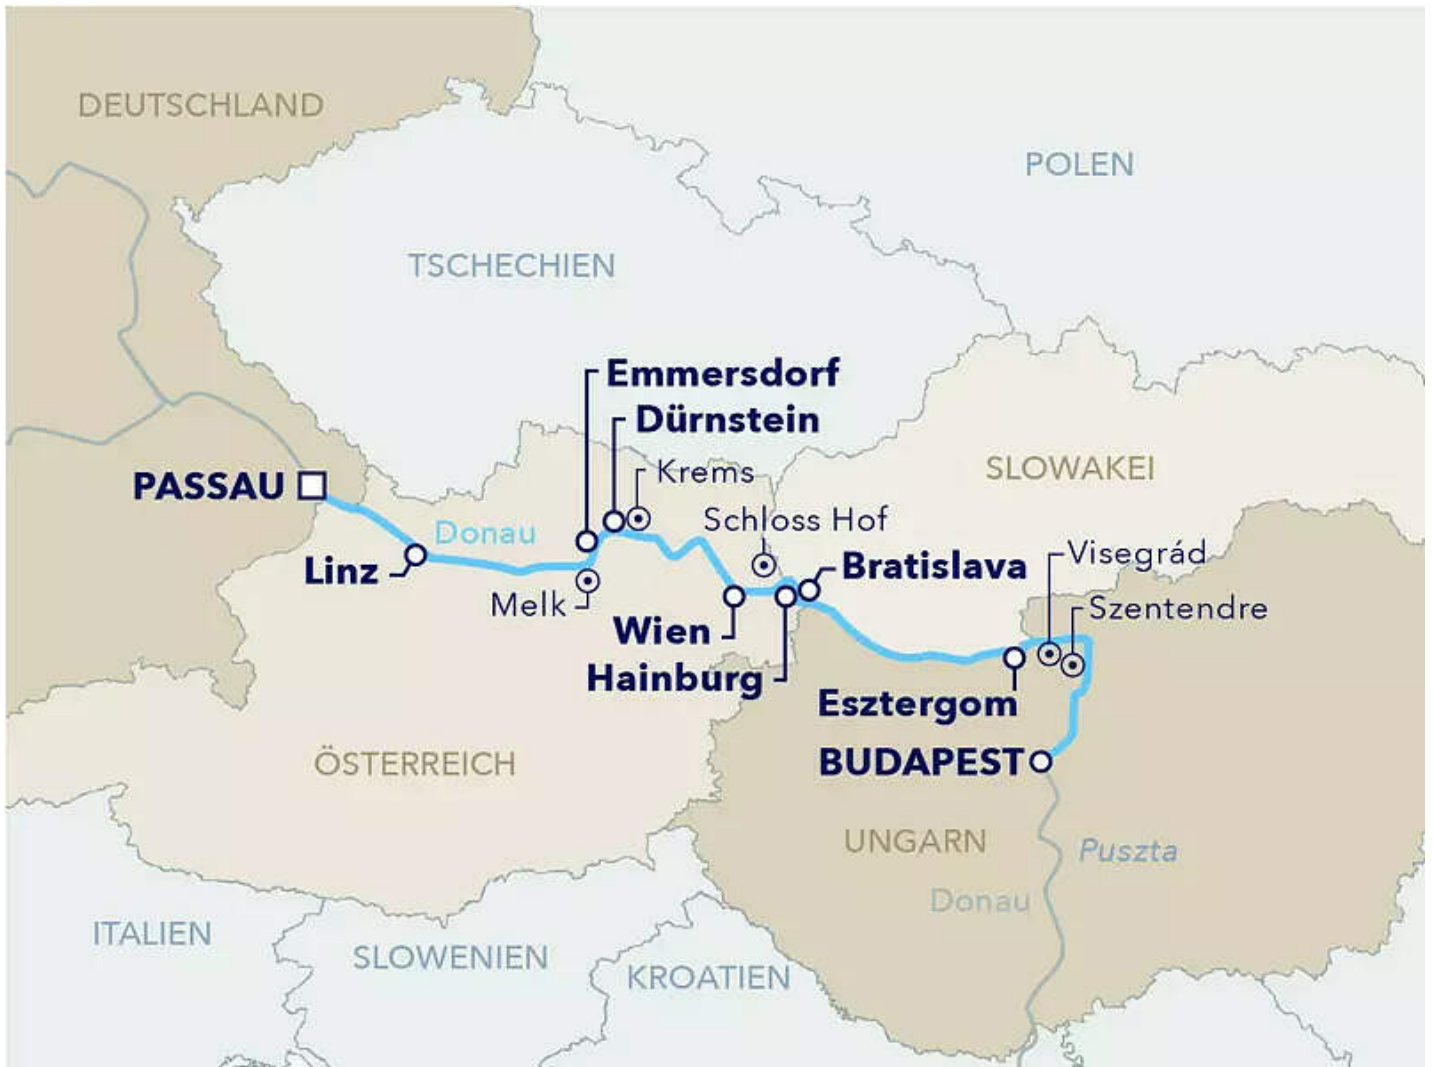 DEUTSCHLAND
POLEN
TSCHECHIEN
Emmersdorf
Dürnstein
Krems
SLOWAKEI
PASSAU
Schloss Hof
Donau
Bratislava
Visegrád
Linz
Melk
Szentendre
Wien
Hainburg
Esztergom
ÖSTERREICH
BUDAPEST
UNGARN
Puszta
Donau
ITALIEN
SLOWENIEN
KROATIEN